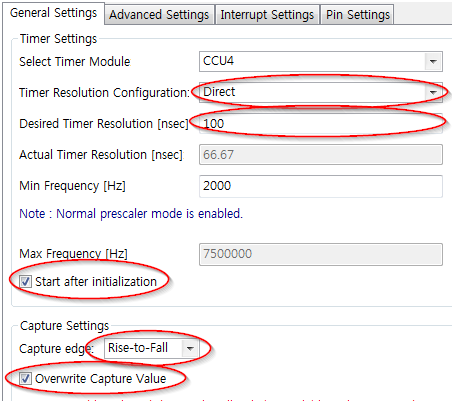 General Settings Advanced Settings Interrupt Settings Pin Settings
Timer Settings
Select Timer Module CCU4
Timer Resolution Configuration: Direct
Desired Timer Resolution [nsec] 100
Actual Timer Resolution [nsec] 66.67
Min Frequency [Hz] 2000
Note : Normal prescaler mode is enabled.
Max Frequency [Hz] 7500000
Start after initialization
Capture Settings
Capture edge: Rise-to-Fall
Overwrite Capture Value